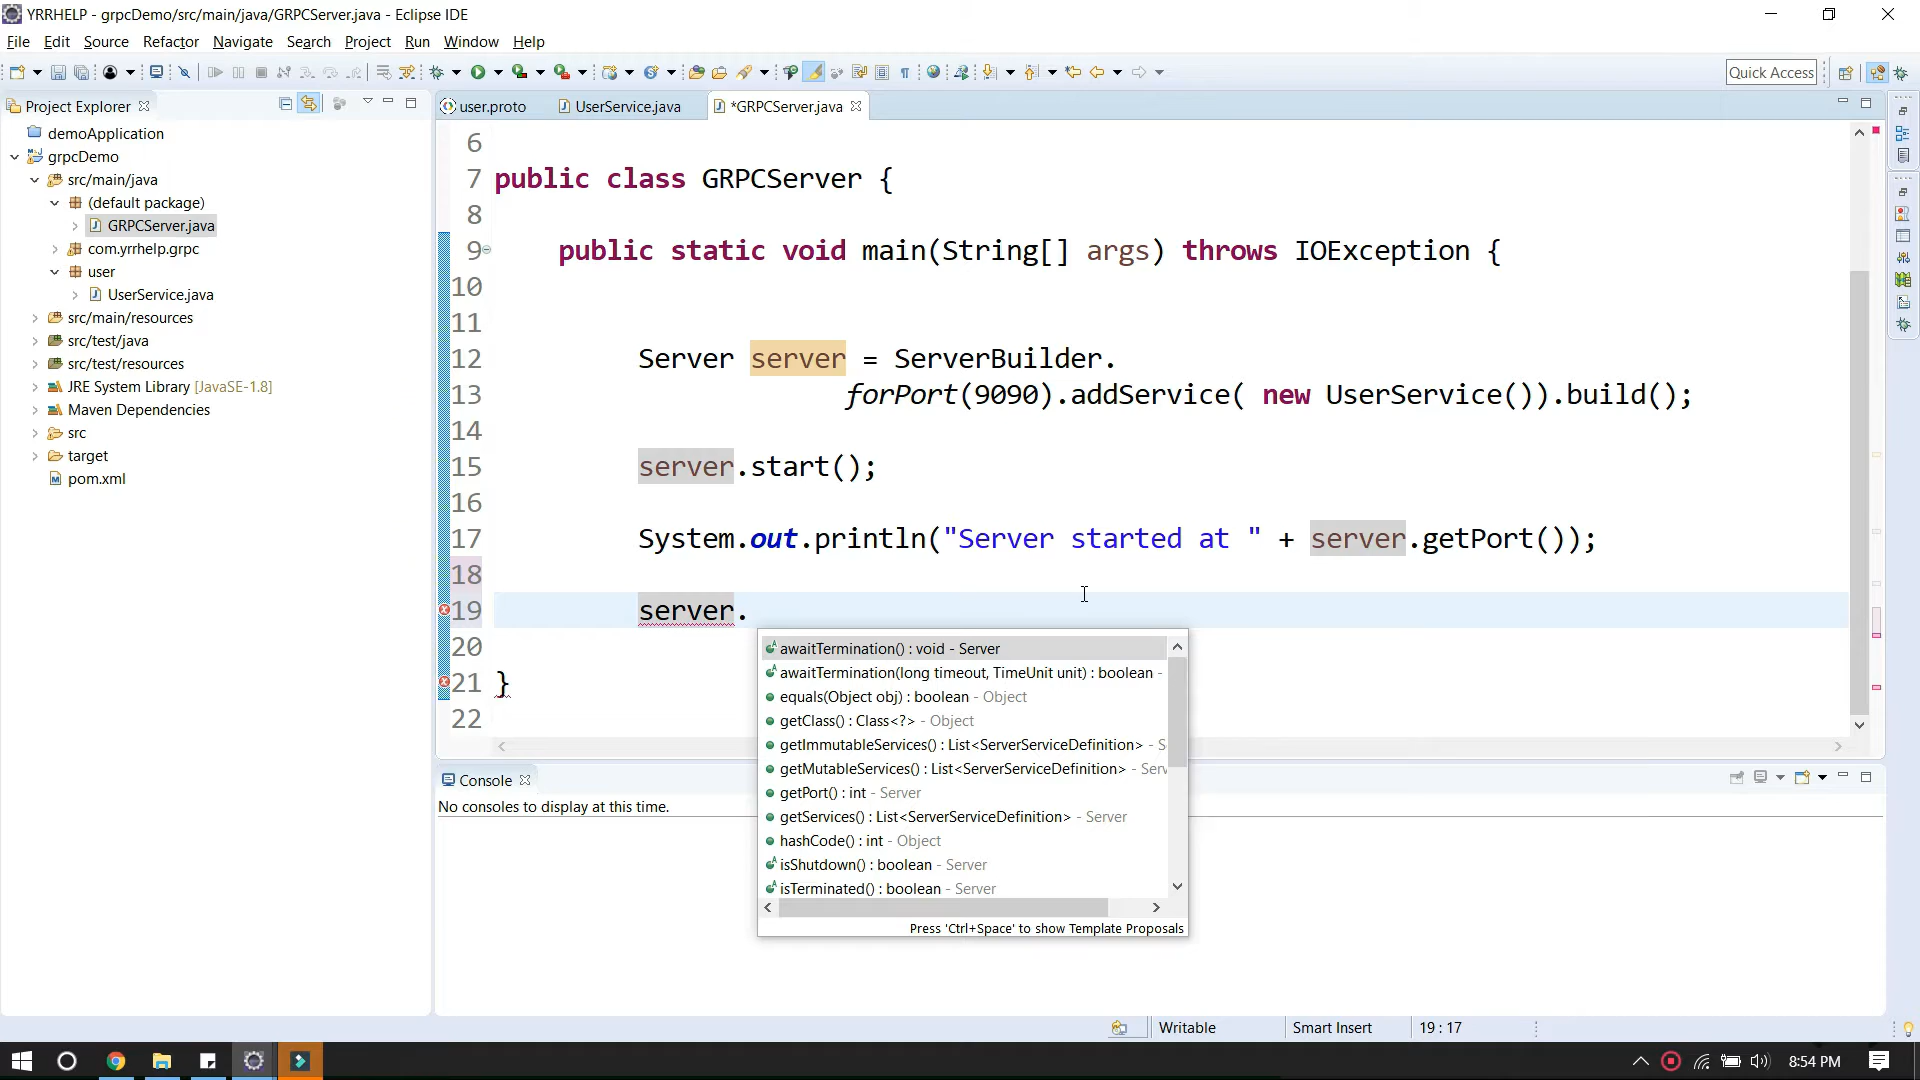 YRRHELP - grpcDemo/src/main/java/GRPCServer.java - Eclipse IDE
File Edit Source Refactor Navigate Search Project Run Window Help
Quick Access
Project Explorer
user.proto UserService.java *GRPCServer.java
demoApplication
grpcDemo
src/main/java
(default package)
GRPCServer.java
com.yrrhelp.grpc
user
UserService.java
src/main/resources
src/test/java
src/test/resources
JRE System Library [JavaSE-1.8]
Maven Dependencies
src
target
pom.xml
6
7 public class GRPCServer {
8
9 public static void main(String[] args) throws IOException {
10
11
12 Server server = ServerBuilder.
13 forPort(9090).addService( new UserService()).build();
14
15 server.start();
16
17 System.out.println("Server started at " + server.getPort());
18
19 server.
20
21 }
22
awaitTermination() : void - Server
awaitTermination(long timeout, TimeUnit unit) : boolean -
equals(Object obj) : boolean - Object
getClass() : Class<?> - Object
getImmutableServices() : List<ServerServiceDefinition> - S
getMutableServices() : List<ServerServiceDefinition> - Serv
getPort() : int - Server
getServices() : List<ServerServiceDefinition> - Server
hashCode() : int - Object
isShutdown() : boolean - Server
isTerminated() : boolean - Server
Press 'Ctrl+Space' to show Template Proposals
Console
No consoles to display at this time.
Writable Smart Insert 19 : 17
8:54 PM